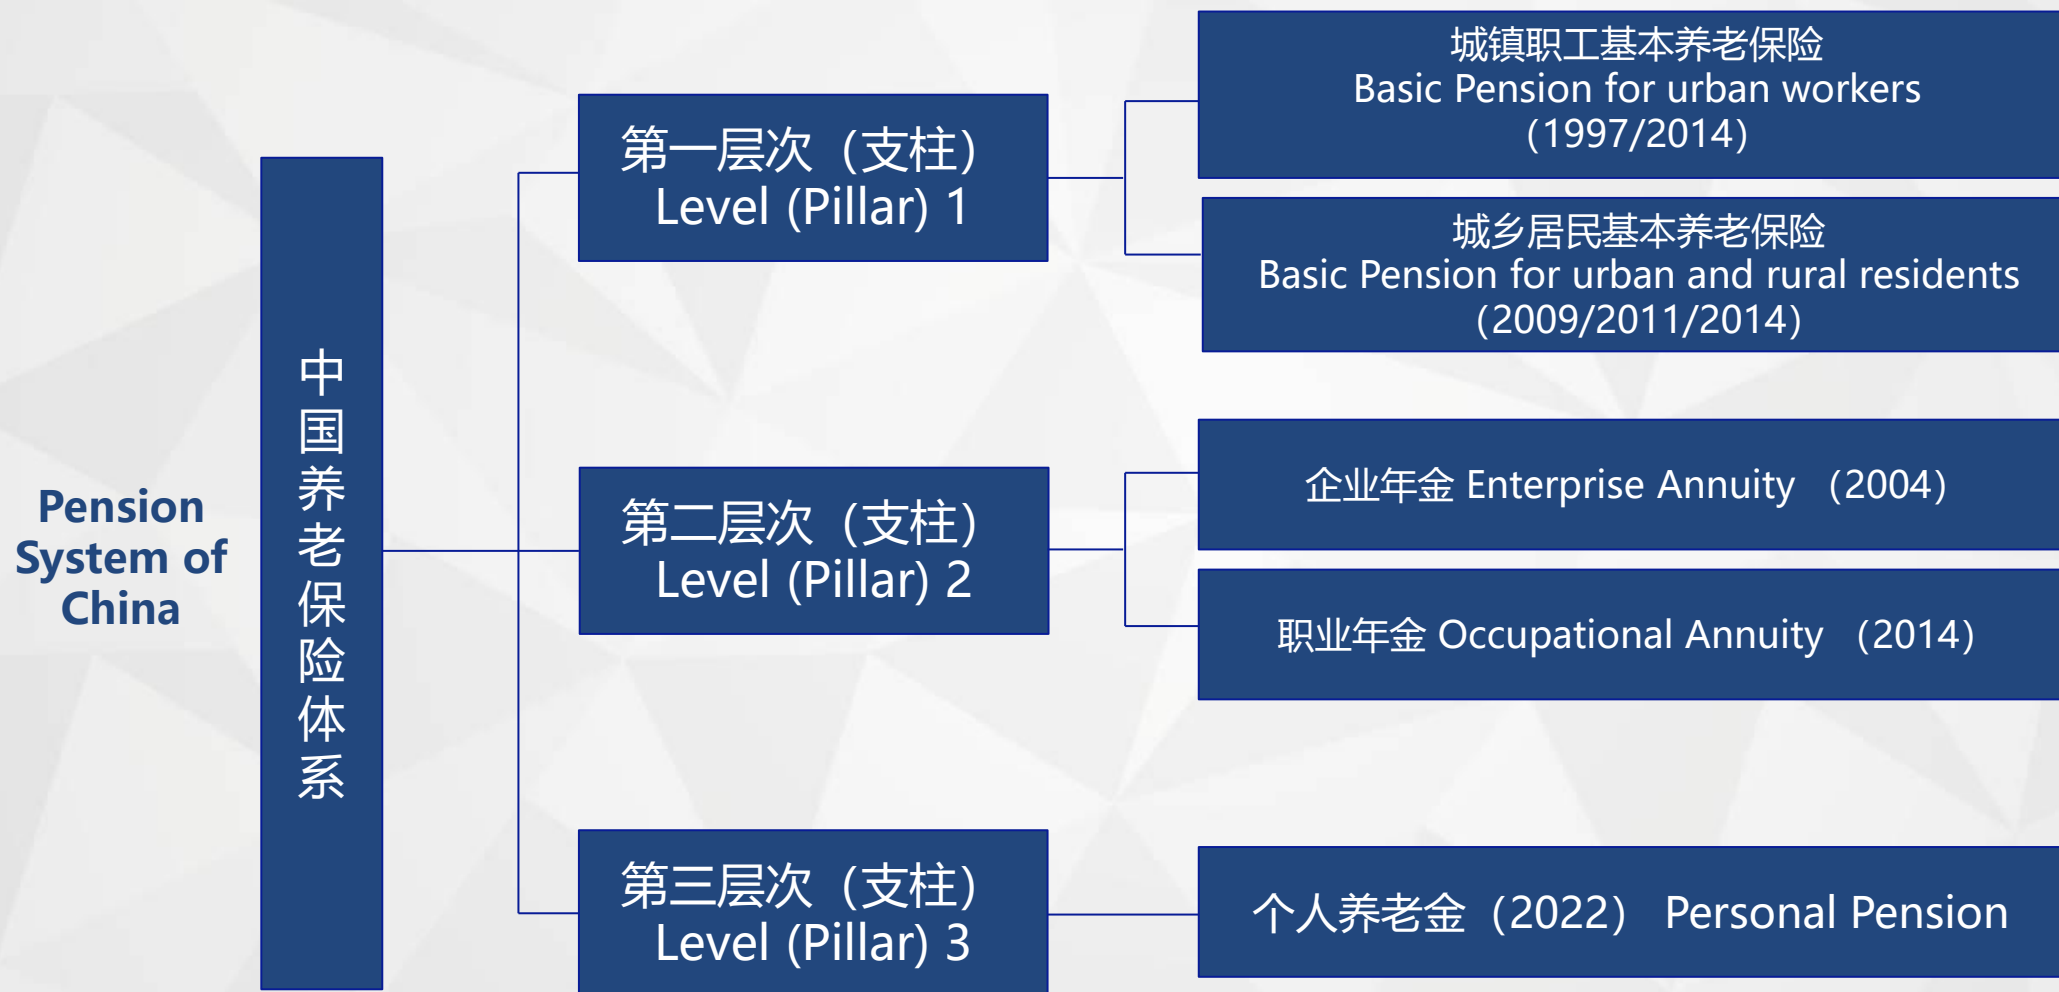 Pension
System of
China
中国养老保险体系
第一层次（支柱）
Level (Pillar) 1
城镇职工基本养老保险
Basic Pension for urban workers
（1997/2014）
城乡居民基本养老保险
Basic Pension for urban and rural residents
（2009/2011/2014）
第二层次（支柱）
Level (Pillar) 2
企业年金 Enterprise Annuity （2004）
职业年金 Occupational Annuity （2014）
第三层次（支柱）
Level (Pillar) 3
个人养老金（2022） Personal Pension